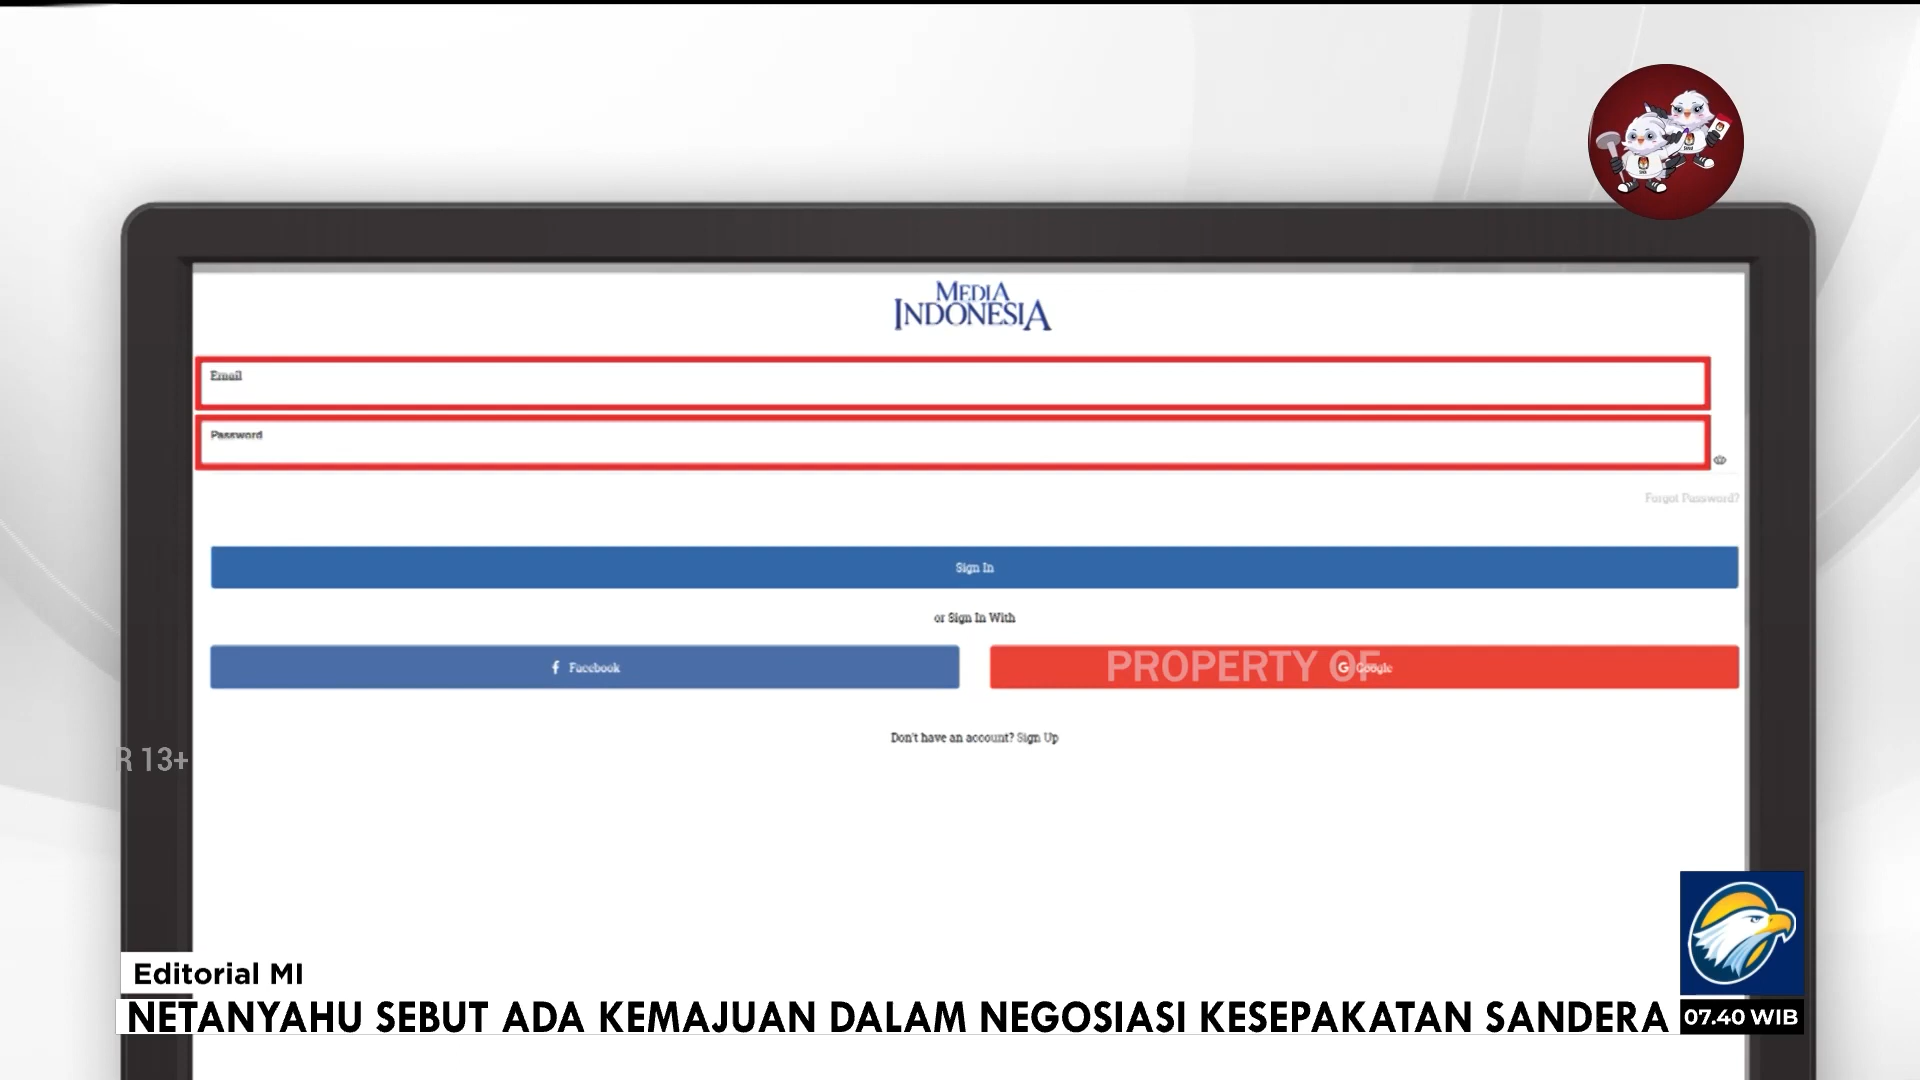 MEDIA
INDONESIA
Email
Password
Forgot Password?
Sign In
or Sign In With
Facebook
Google
PROPERTY OF
Don't have an account? Sign Up
R 13+
Editorial MI
NETANYAHU SEBUT ADA KEMAJUAN DALAM NEGOSIASI KESEPAKATAN SANDERA
07.40 WIB